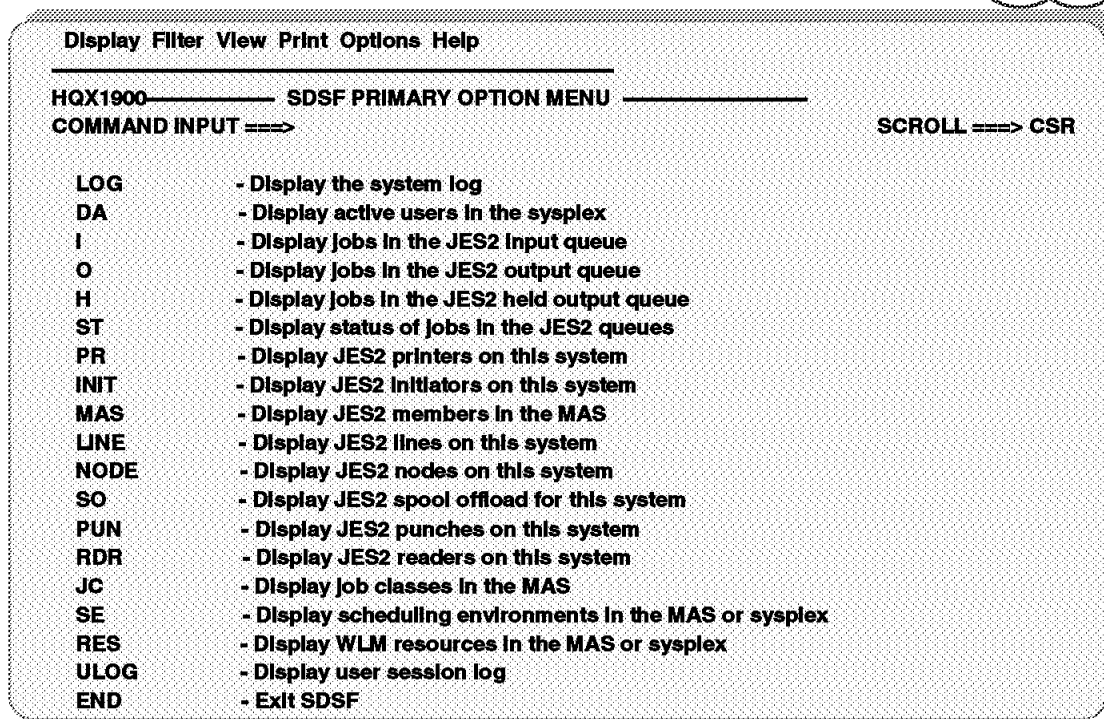 Display Filter View Print Options Help
HQX1900 SDSF PRIMARY OPTION MENU
COMMAND INPUT ===> SCROLL ===> CSR
LOG - Display the system log
DA - Display active users in the sysplex
I - Display jobs in the JES2 input queue
O - Display jobs in the JES2 output queue
H - Display jobs in the JES2 held output queue
ST - Display status of jobs in the JES2 queues
PR - Display JES2 printers on this system
INIT - Display JES2 initiators on this system
MAS - Display JES2 members in the MAS
LINE - Display JES2 lines on this system
NODE - Display JES2 nodes on this system
SO - Display JES2 spool offload for this system
PUN - Display JES2 punches on this system
RDR - Display JES2 readers on this system
JC - Display job classes in the MAS
SE - Display scheduling environments in the MAS or sysplex
RES - Display WLM resources in the MAS or sysplex
ULOG - Display user session log
END - Exit SDSF